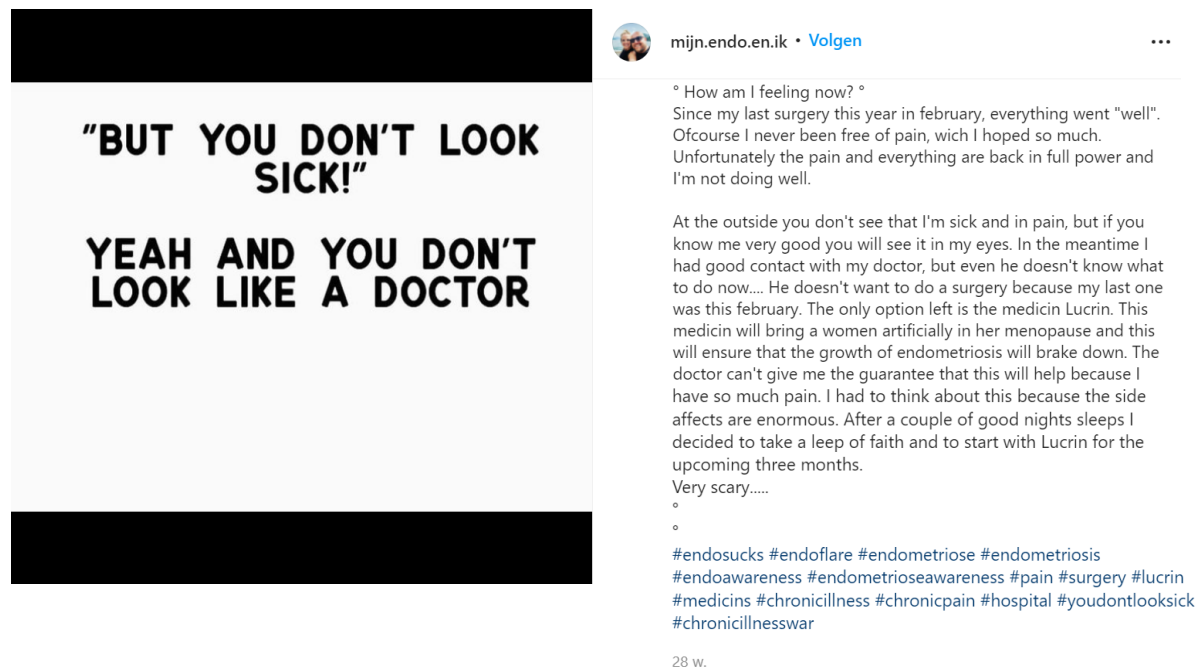 "BUT YOU DON'T LOOK
SICK!"
YEAH AND YOU DON'T
LOOK LIKE A DOCTOR
mijn.endo.en.ik • Volgen
° How am I feeling now? °
Since my last surgery this year in february, everything went "well".
Ofcourse I never been free of pain, wich I hoped so much.
Unfortunately the pain and everything are back in full power and
I'm not doing well.
At the outside you don't see that I'm sick and in pain, but if you
know me very good you will see it in my eyes. In the meantime I
had good contact with my doctor, but even he doesn't know what
to do now.... He doesn't want to do a surgery because my last one
was this february. The only option left is the medicin Lucrin. This
medicin will bring a women artificially in her menopause and this
will ensure that the growth of endometriosis will brake down. The
doctor can't give me the guarantee that this will help because I
have so much pain. I had to think about this because the side
affects are enormous. After a couple of good nights sleeps I
decided to take a leep of faith and to start with Lucrin for the
upcoming three months.
Very scary.....
°
°
#endosucks #endoflare #endometriose #endometriosis
#endoawareness #endometrioseawareness #pain #surgery #lucrin
#medicins #chronicillness #chronicpain #hospital #youdontlooksick
#chronicillnesswar
28 w.